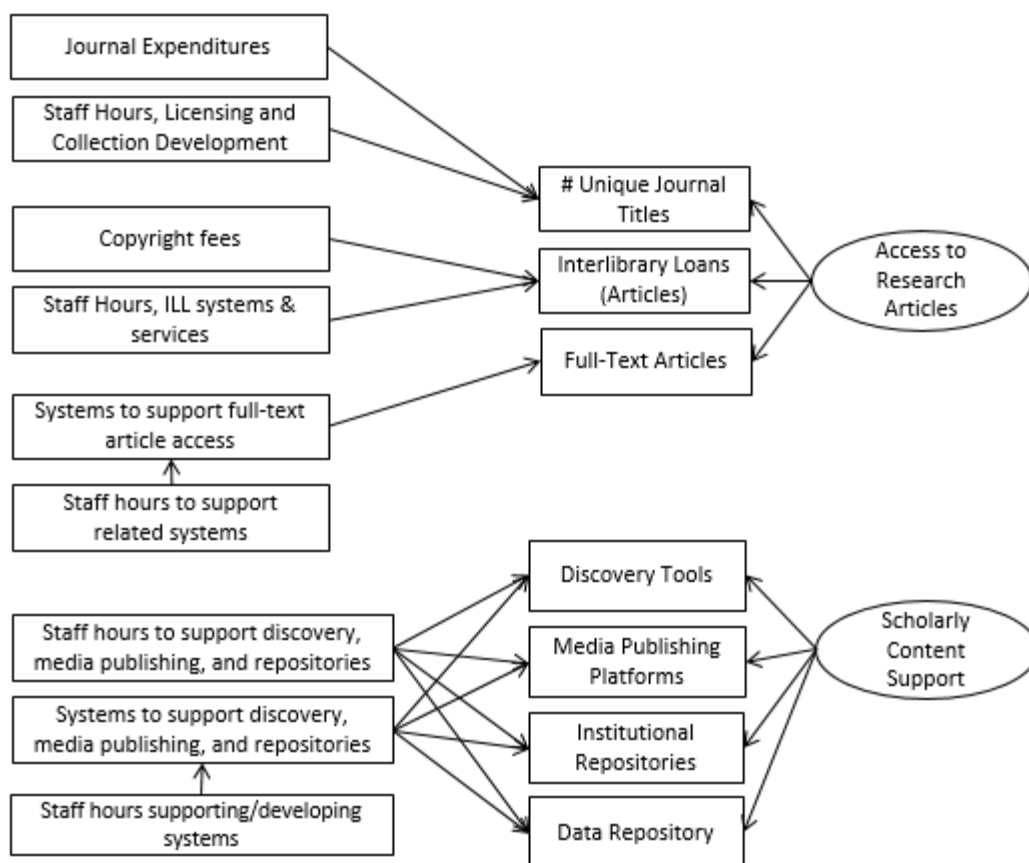 Journal Expenditures
Staff Hours, Licensing and
Collection Development
# Unique Journal
Titles
Copyright fees
Interlibrary Loans
(Articles)
Access to
Research
Articles
Staff Hours, ILL systems &
services
Full-Text Articles
Systems to support full-text
article access
Staff hours to support
related systems
Discovery Tools
Staff hours to support discovery,
media publishing, and repositories
Media Publishing
Platforms
Scholarly
Content
Support
Systems to support discovery,
media publishing, and repositories
Institutional
Repositories
Staff hours supporting/developing
systems
Data Repository